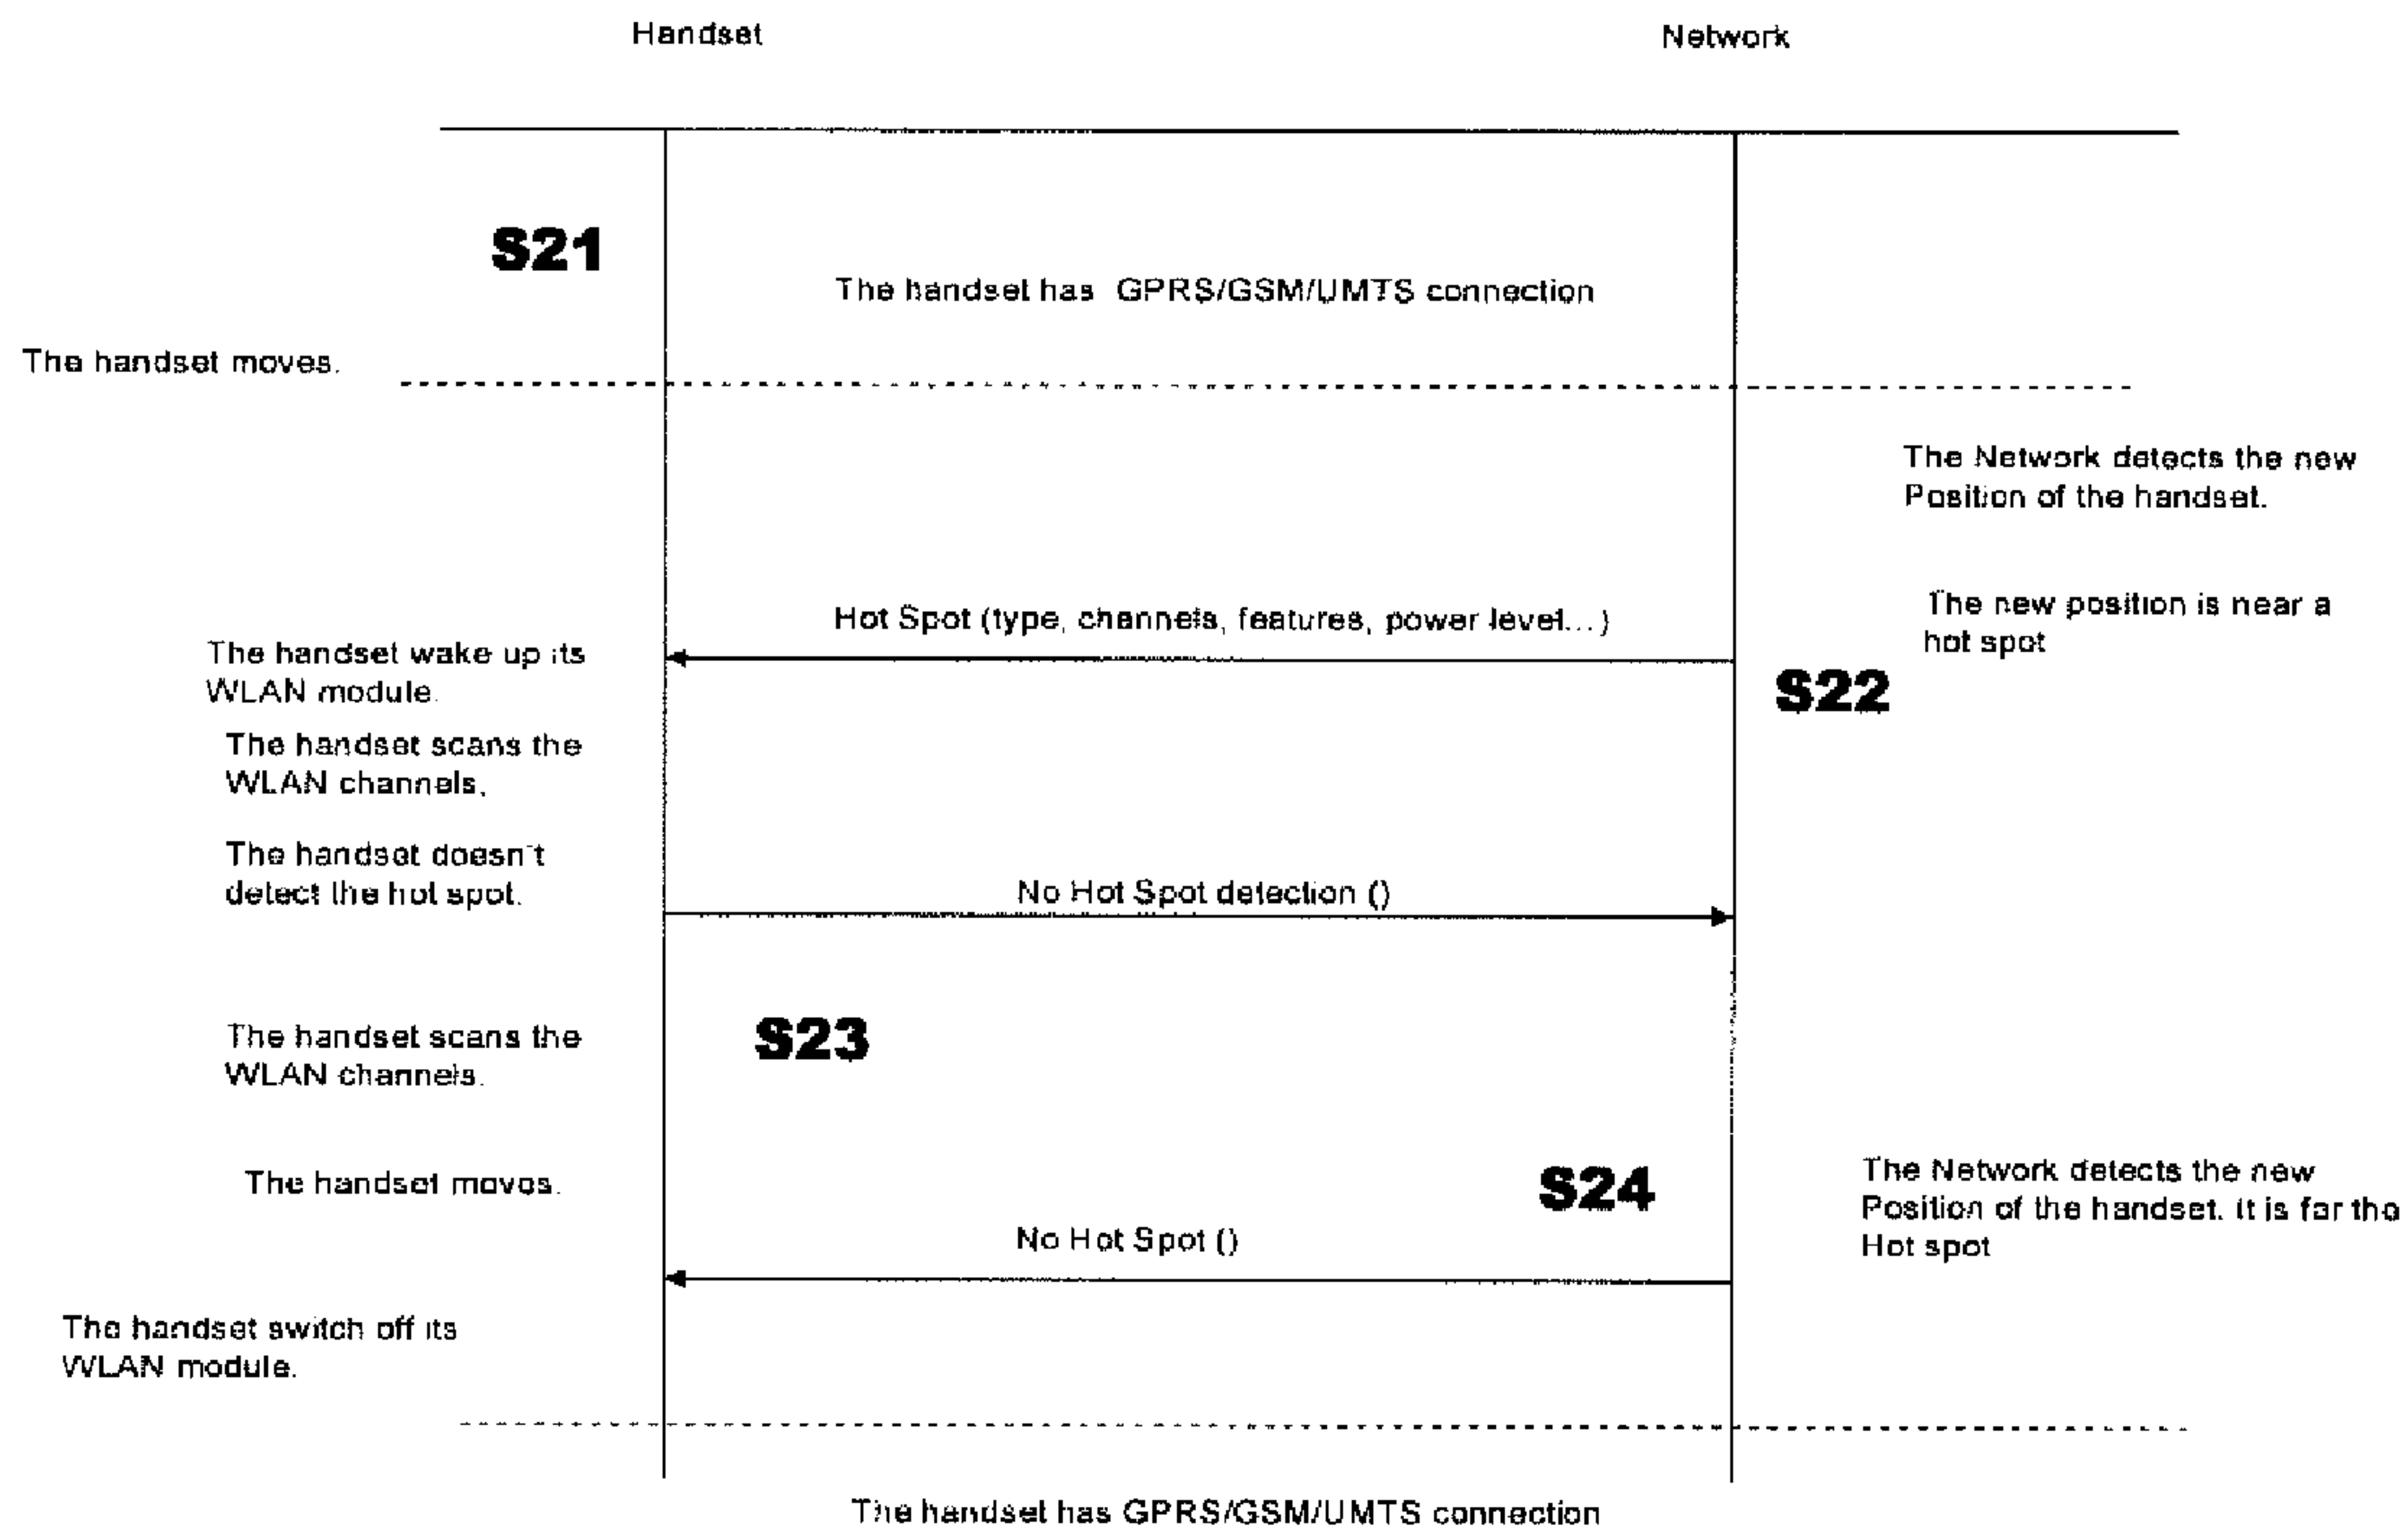 Handset
Network
S21
The handset has GPRS/GSM/UMTS connection
The handset moves.
The Network detects the new
Position of the handset.
Hot Spot (type, channels, features, power level...)
The new position is near a
hot spot
The handset wake up its
WLAN module.
S22
The handset scans the
WLAN channels.
The handset doesn't
detect the hot spot.
No Hot Spot detection ()
S23
The handset scans the
WLAN channels.
The handset moves.
S24
The Network detects the new
Position of the handset. It is far the
Hot spot
No Hot Spot ()
The handset switch off its
WLAN module.
The handset has GPRS/GSM/UMTS connection